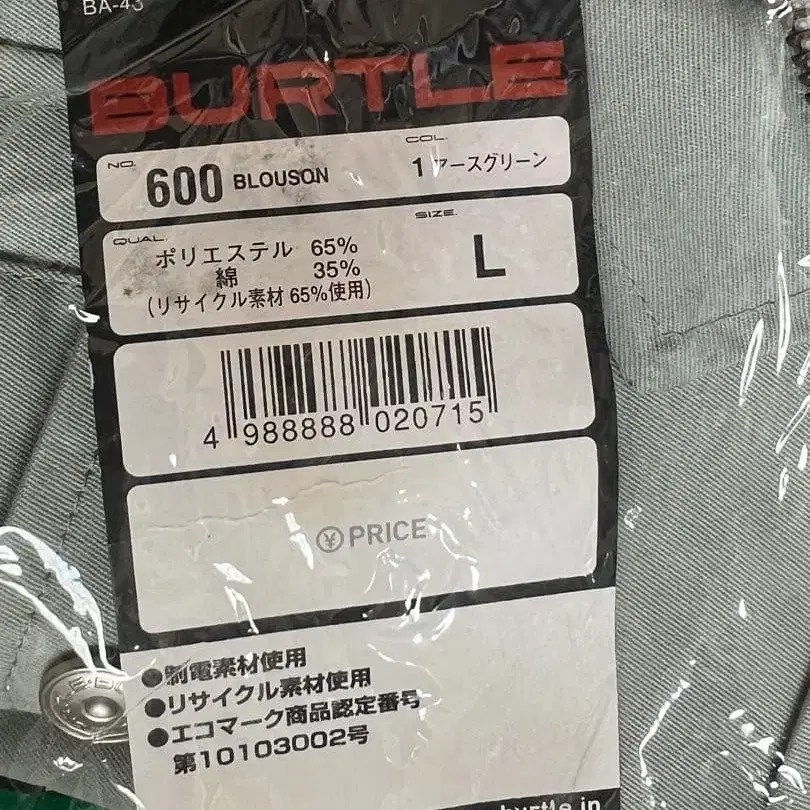 BA-43
BURTLE
NO. 600 BLOUSON COL. 1 アースグリーン
QUAL. ポリエステル 65% SIZE. L
綿 35%
(リサイクル素材 65%使用)
4 988888 020715
¥PRICE
●制電素材使用
●リサイクル素材使用
●エコマーク商品認定番号
第10103002号
burtle.jp